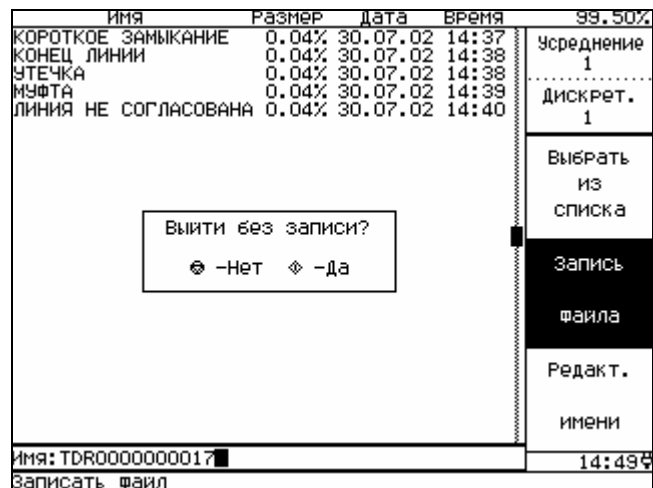 Имя Размер Дата Время 99.50%
КОРОТКОЕ ЗАМЫКАНИЕ 0.04% 30.07.02 14:37
КОНЕЦ ЛИНИИ 0.04% 30.07.02 14:38
УТЕЧКА 0.04% 30.07.02 14:38
МУФТА 0.04% 30.07.02 14:39
ЛИНИЯ НЕ СОГЛАСОВАНА 0.04% 30.07.02 14:40
Усреднение
1
Дискрет.
1
Выбрать
из
списка
Выйти без записи?
-Нет -Да
Запись
файла
Редакт.
имени
Имя:TDR0000000017
14:49
Записать файл